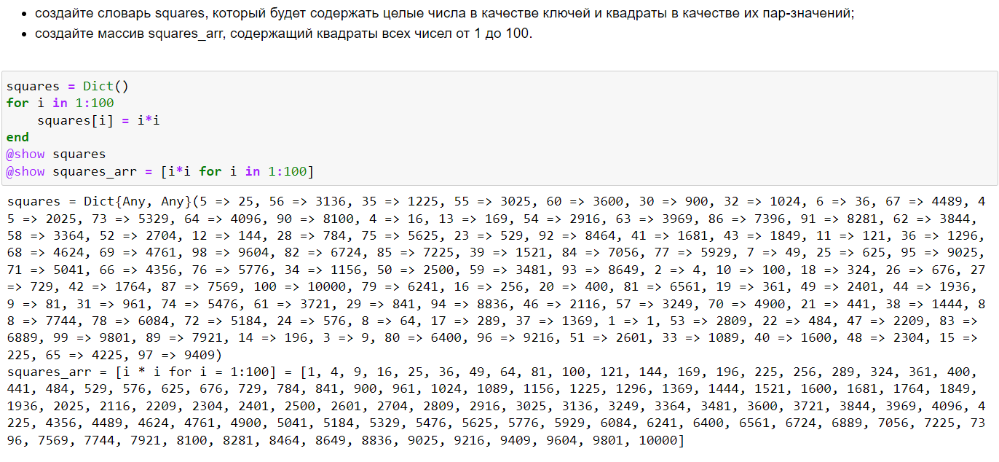 • создайте словарь squares, который будет содержать целые числа в качестве ключей и квадраты в качестве их пар-значений;
• создайте массив squares_arr, содержащий квадраты всех чисел от 1 до 100.
squares = Dict()
for i in 1:100
    squares[i] = i*i
end
@show squares
@show squares_arr = [i*i for i in 1:100]
squares = Dict{Any, Any}(5 => 25, 56 => 3136, 35 => 1225, 55 => 3025, 60 => 3600, 30 => 900, 32 => 1024, 6 => 36, 67 => 4489, 4
5 => 2025, 73 => 5329, 64 => 4096, 90 => 8100, 4 => 16, 13 => 169, 54 => 2916, 63 => 3969, 86 => 7396, 91 => 8281, 62 => 3844,
58 => 3364, 52 => 2704, 12 => 144, 28 => 784, 75 => 5625, 23 => 529, 92 => 8464, 41 => 1681, 43 => 1849, 11 => 121, 36 => 1296,
68 => 4624, 69 => 4761, 98 => 9604, 82 => 6724, 85 => 7225, 39 => 1521, 84 => 7056, 77 => 5929, 7 => 49, 25 => 625, 95 => 9025,
71 => 5041, 66 => 4356, 76 => 5776, 34 => 1156, 50 => 2500, 59 => 3481, 93 => 8649, 2 => 4, 10 => 100, 18 => 324, 26 => 676, 27
=> 729, 42 => 1764, 87 => 7569, 100 => 10000, 79 => 6241, 16 => 256, 20 => 400, 81 => 6561, 19 => 361, 49 => 2401, 44 => 1936,
9 => 81, 31 => 961, 74 => 5476, 61 => 3721, 29 => 841, 94 => 8836, 46 => 2116, 57 => 3249, 70 => 4900, 21 => 441, 38 => 1444, 8
8 => 7744, 78 => 6084, 72 => 5184, 24 => 576, 8 => 64, 17 => 289, 37 => 1369, 1 => 1, 53 => 2809, 22 => 484, 47 => 2209, 83 =>
6889, 99 => 9801, 89 => 7921, 14 => 196, 3 => 9, 80 => 6400, 96 => 9216, 51 => 2601, 33 => 1089, 40 => 1600, 48 => 2304, 15 =>
225, 65 => 4225, 97 => 9409)
squares_arr = [i * i for i = 1:100] = [1, 4, 9, 16, 25, 36, 49, 64, 81, 100, 121, 144, 169, 196, 225, 256, 289, 324, 361, 400,
441, 484, 529, 576, 625, 676, 729, 784, 841, 900, 961, 1024, 1089, 1156, 1225, 1296, 1369, 1444, 1521, 1600, 1681, 1764, 1849,
1936, 2025, 2116, 2209, 2304, 2401, 2500, 2601, 2704, 2809, 2916, 3025, 3136, 3249, 3364, 3481, 3600, 3721, 3844, 3969, 4096, 4
225, 4356, 4489, 4624, 4761, 4900, 5041, 5184, 5329, 5476, 5625, 5776, 5929, 6084, 6241, 6400, 6561, 6724, 6889, 7056, 7225, 73
96, 7569, 7744, 7921, 8100, 8281, 8464, 8649, 8836, 9025, 9216, 9409, 9604, 9801, 10000]